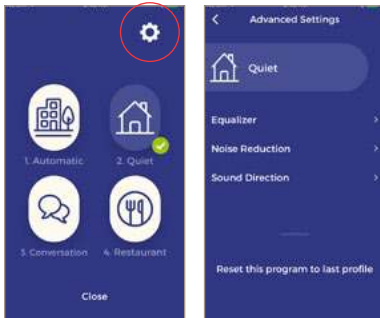 1. Automatic
2. Quiet
3. Conversation
4. Restaurant
Close
Advanced Settings
Quiet
Equalizer
Noise Reduction
Sound Direction
Reset this program to last profile